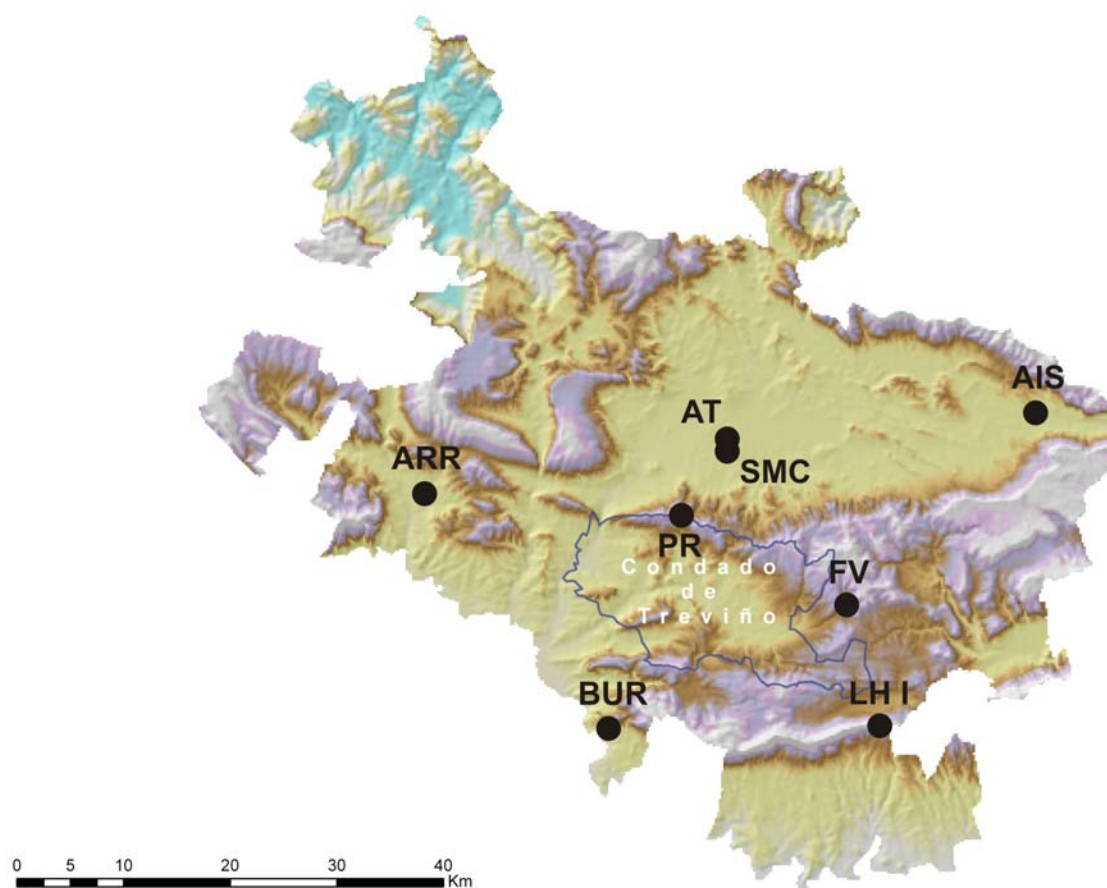 AIS
AT
SMC
ARR
PR
FV
Condado
de
Treviño
BUR
LH I
0 5 10 20 30 40
Km